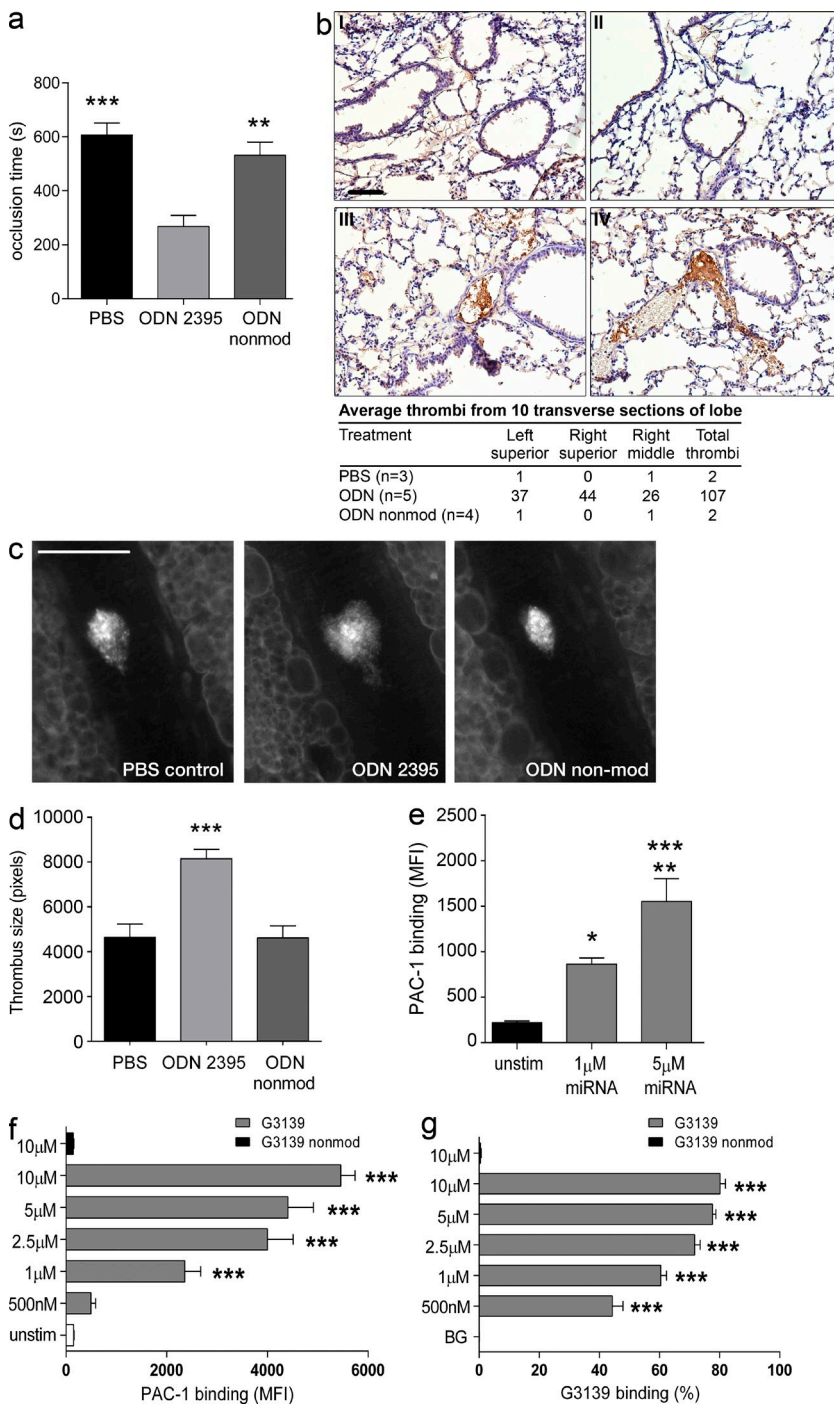 a
occlusion time (s)
800
600
400
200
0
***
**
PBS
ODN 2395
ODN
nonmod
b
I
II
III
IV
Average thrombi from 10 transverse sections of lobe
Treatment Left superior Right superior Right middle Total thrombi
PBS (n=3) 1 0 1 2
ODN (n=5) 37 44 26 107
ODN nonmod (n=4) 1 0 1 2
c
PBS control
ODN 2395
ODN non-mod
d
Thrombus size (pixels)
10000
8000
6000
4000
2000
0
***
PBS
ODN 2395
ODN
nonmod
e
PAC-1 binding (MFI)
2500
2000
1500
1000
500
0
*
***
**
unstim
1µM
miRNA
5µM
miRNA
f
G3139
G3139 nonmod
10µM
10µM ***
5µM ***
2.5µM ***
1µM ***
500nM
unstim
0 2000 4000 6000
PAC-1 binding (MFI)
g
G3139
G3139 nonmod
10µM
10µM ***
5µM ***
2.5µM ***
1µM ***
500nM ***
BG
0 20 40 60 80 100
G3139 binding (%)